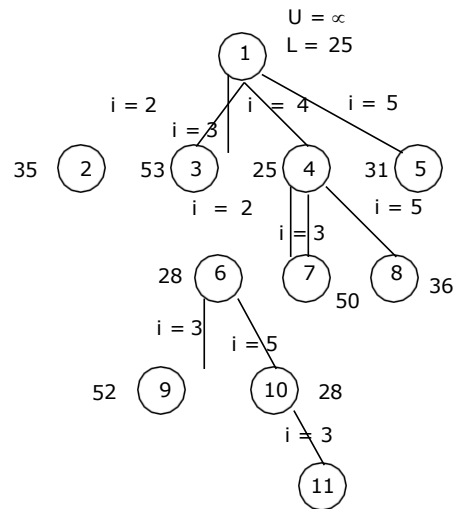 U = ∞
1
L = 25
i = 2
i = 4
i = 5
i = 3
35 2 53 3 25 4 31 5
i = 2
i = 5
i = 3
28 6 7 8
50 36
i = 3
i = 5
52 9 10 28
i = 3
11